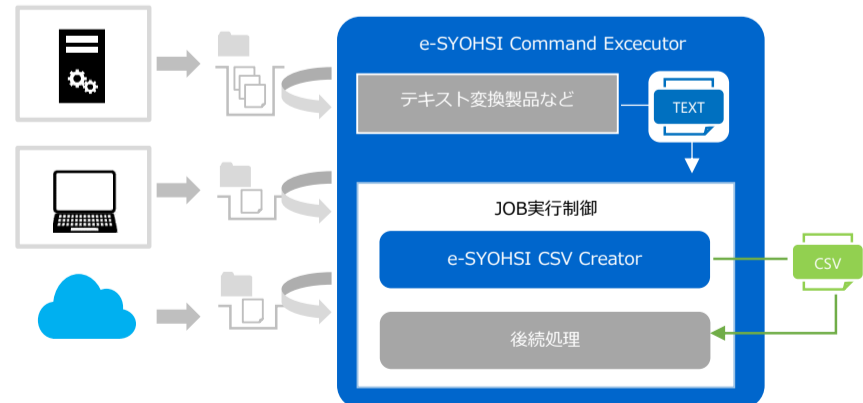 e-SYOHSI Command Excecutor
テキスト変換製品など
TEXT
JOB実行制御
e-SYOHSI CSV Creator
CSV
後続処理